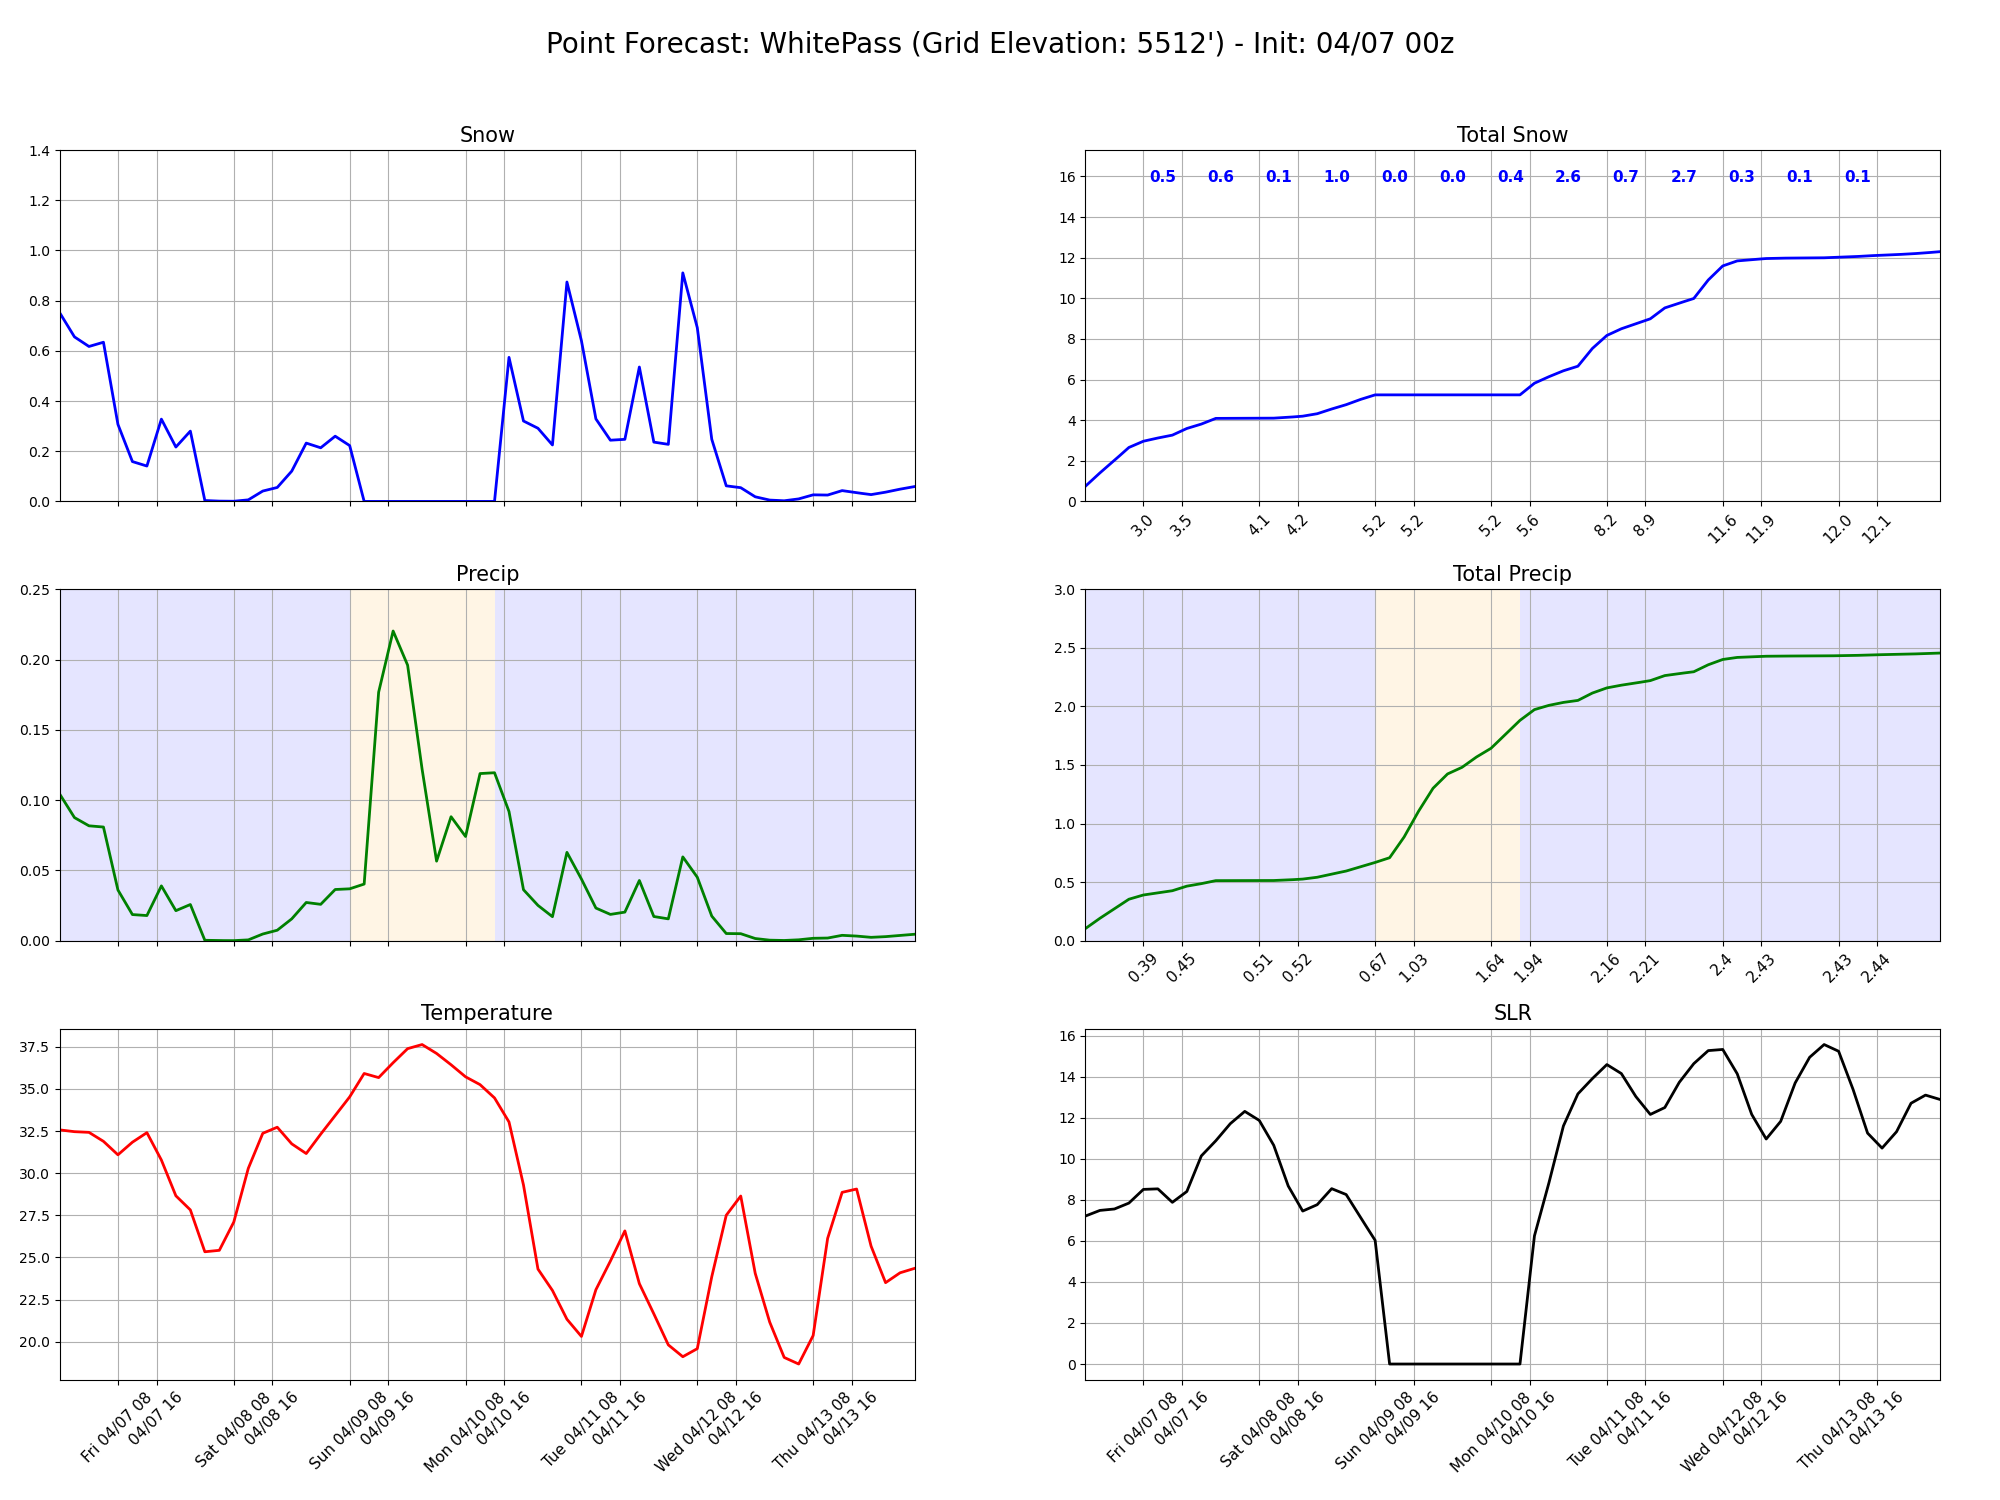 Point Forecast: WhitePass (Grid Elevation: 5512') - Init: 04/07 00z
Snow
1.4
1.2
1.0
0.8
0.6
0.4
0.2
0.0
Total Snow
16
14
12
10
8
6
4
2
0
0.5 0.6 0.1 1.0 0.0 0.0 0.4 2.6 0.7 2.7 0.3 0.1 0.1
3.0 3.5 4.1 4.2 5.2 5.2 5.2 5.6 8.2 8.9 11.6 11.9 12.0 12.1
Precip
0.25
0.20
0.15
0.10
0.05
0.00
Total Precip
3.0
2.5
2.0
1.5
1.0
0.5
0.0
0.39 0.45 0.51 0.52 0.67 1.03 1.64 1.94 2.16 2.21 2.4 2.43 2.43 2.44
Temperature
37.5
35.0
32.5
30.0
27.5
25.0
22.5
20.0
Fri 04/07 08
04/07 16
Sat 04/08 08
04/08 16
Sun 04/09 08
04/09 16
Mon 04/10 08
04/10 16
Tue 04/11 08
04/11 16
Wed 04/12 08
04/12 16
Thu 04/13 08
04/13 16
SLR
16
14
12
10
8
6
4
2
0
Fri 04/07 08
04/07 16
Sat 04/08 08
04/08 16
Sun 04/09 08
04/09 16
Mon 04/10 08
04/10 16
Tue 04/11 08
04/11 16
Wed 04/12 08
04/12 16
Thu 04/13 08
04/13 16